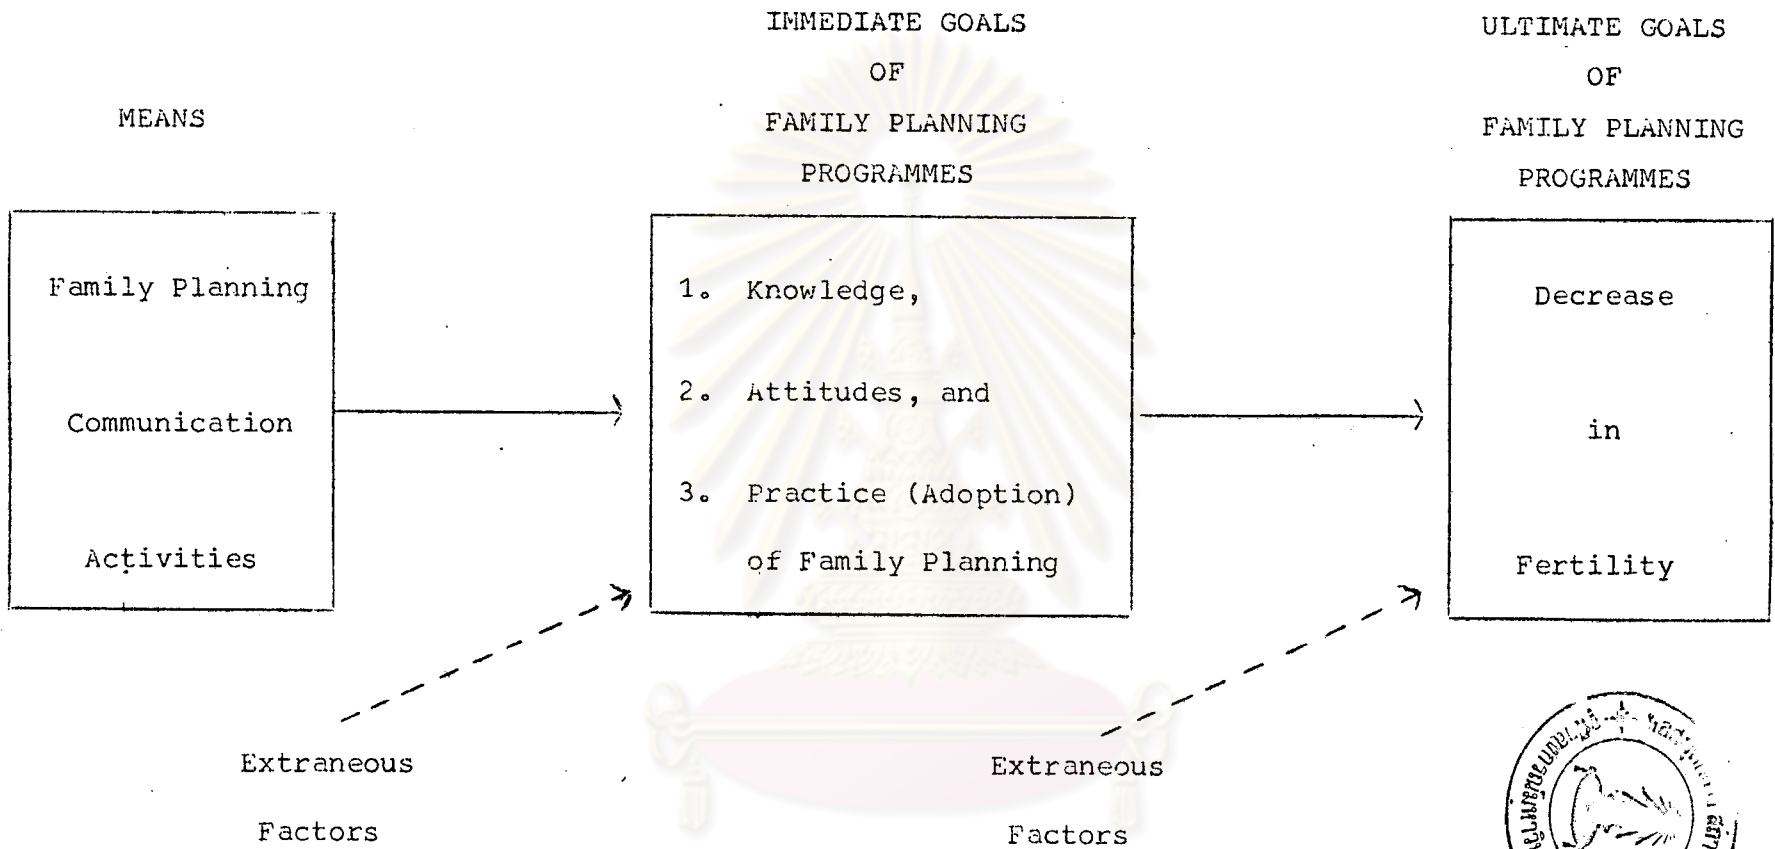 MEANS
Family Planning
Communication
Activities
IMMEDIATE GOALS
OF
FAMILY PLANNING
PROGRAMMES
1. Knowledge,
2. Attitudes, and
3. Practice (Adoption)
of Family Planning
ULTIMATE GOALS
OF
FAMILY PLANNING
PROGRAMMES
Decrease
in
Fertility
Extraneous
Factors
Extraneous
Factors